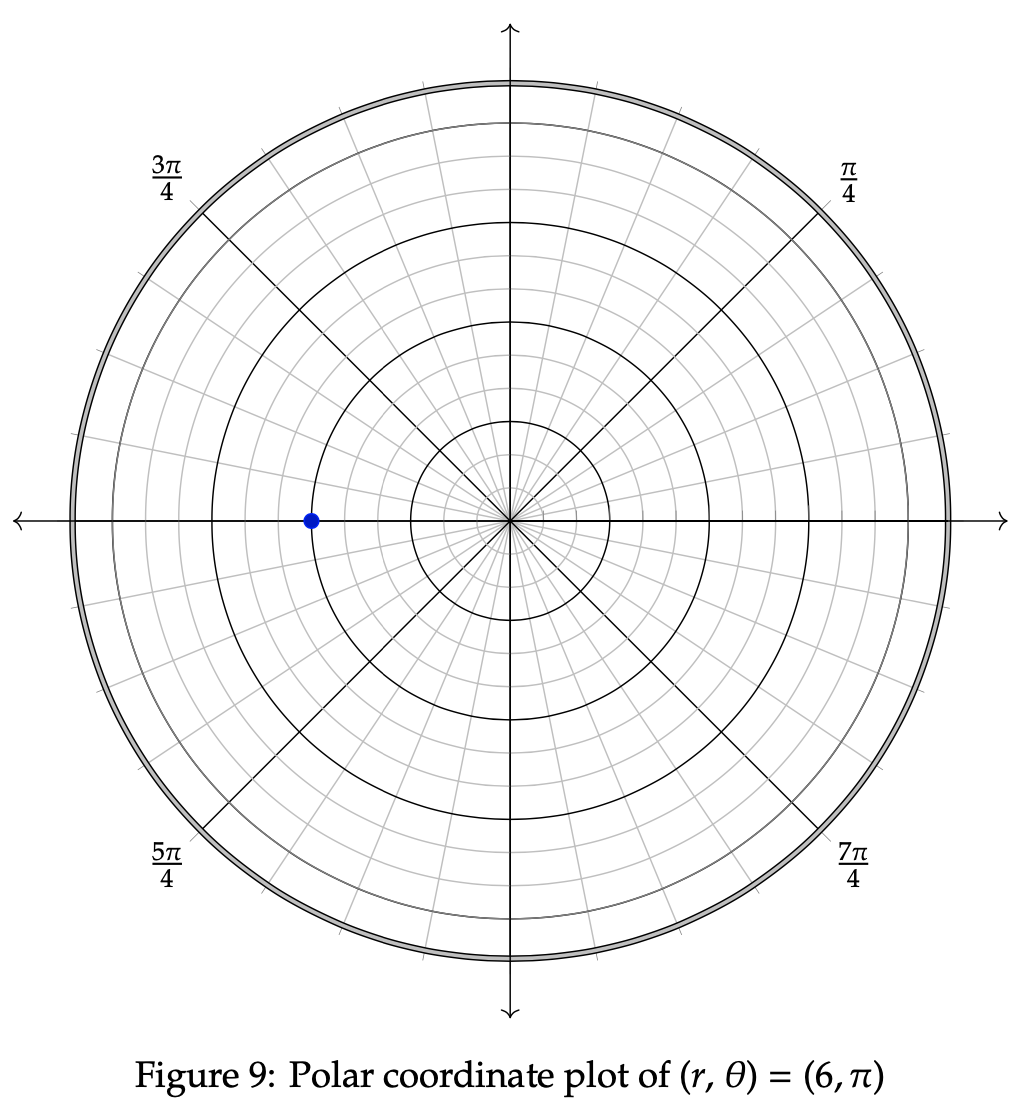 3π/4
π/4
5π/4
7π/4
Figure 9: Polar coordinate plot of (r, θ) = (6, π)